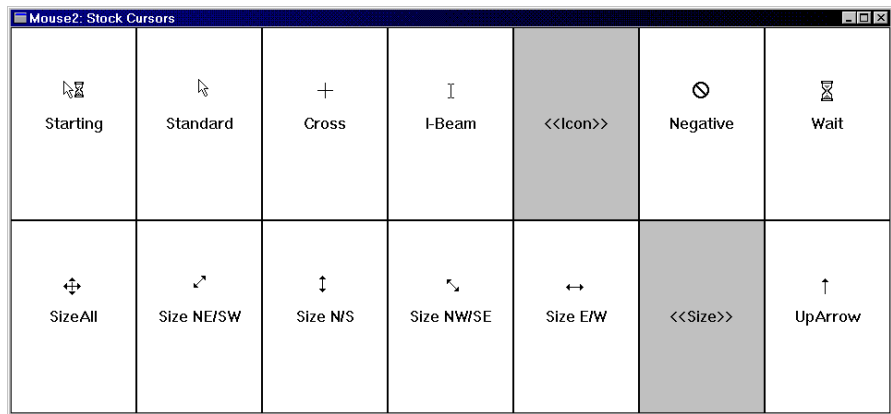 Mouse2: Stock Cursors
Starting
Standard
Cross
I-Beam
<<Icon>>
Negative
Wait
SizeAll
Size NE/SW
Size N/S
Size NW/SE
Size E/W
<<Size>>
UpArrow